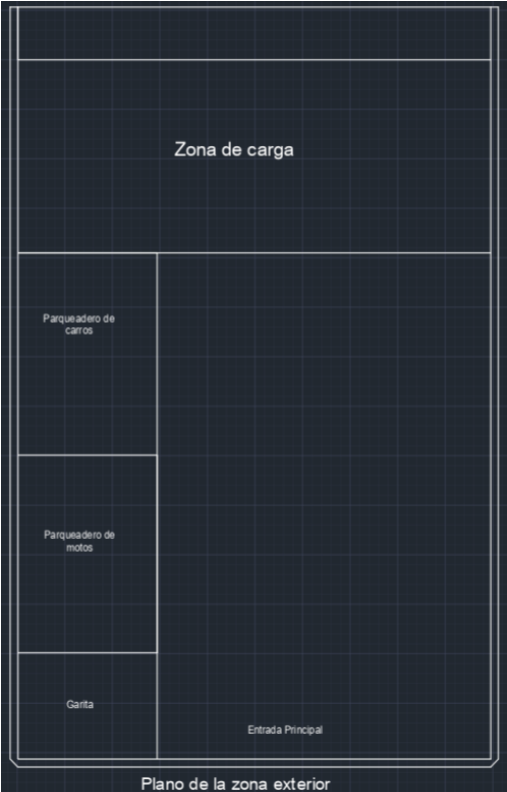 Zona de carga
Parqueadero de
carros
Parqueadero de
motos
Garita
Entrada Principal
Plano de la zona exterior